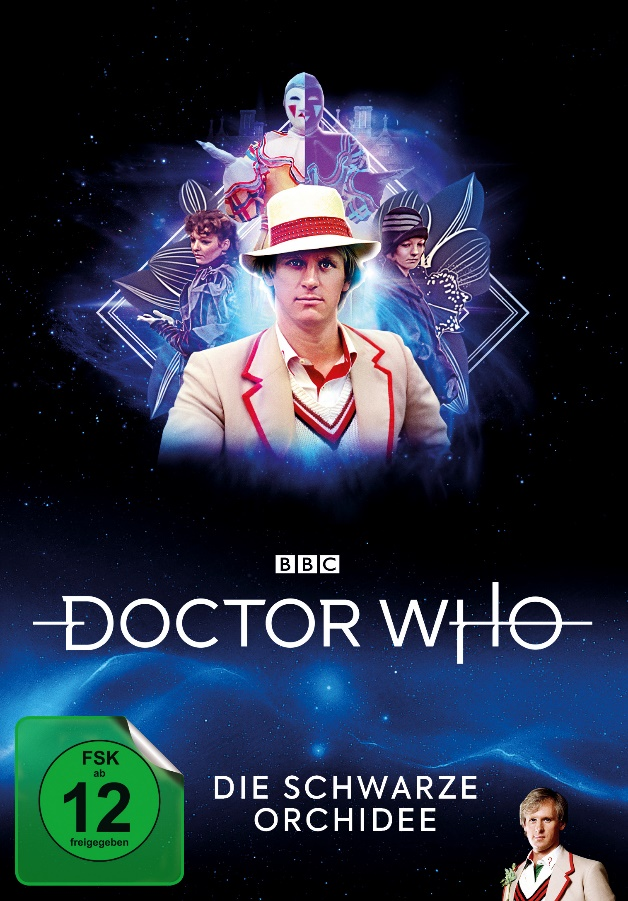 BBC
DOCTOR WHO
FSK
ab
12
freigegeben
DIE SCHWARZE
ORCHIDEE